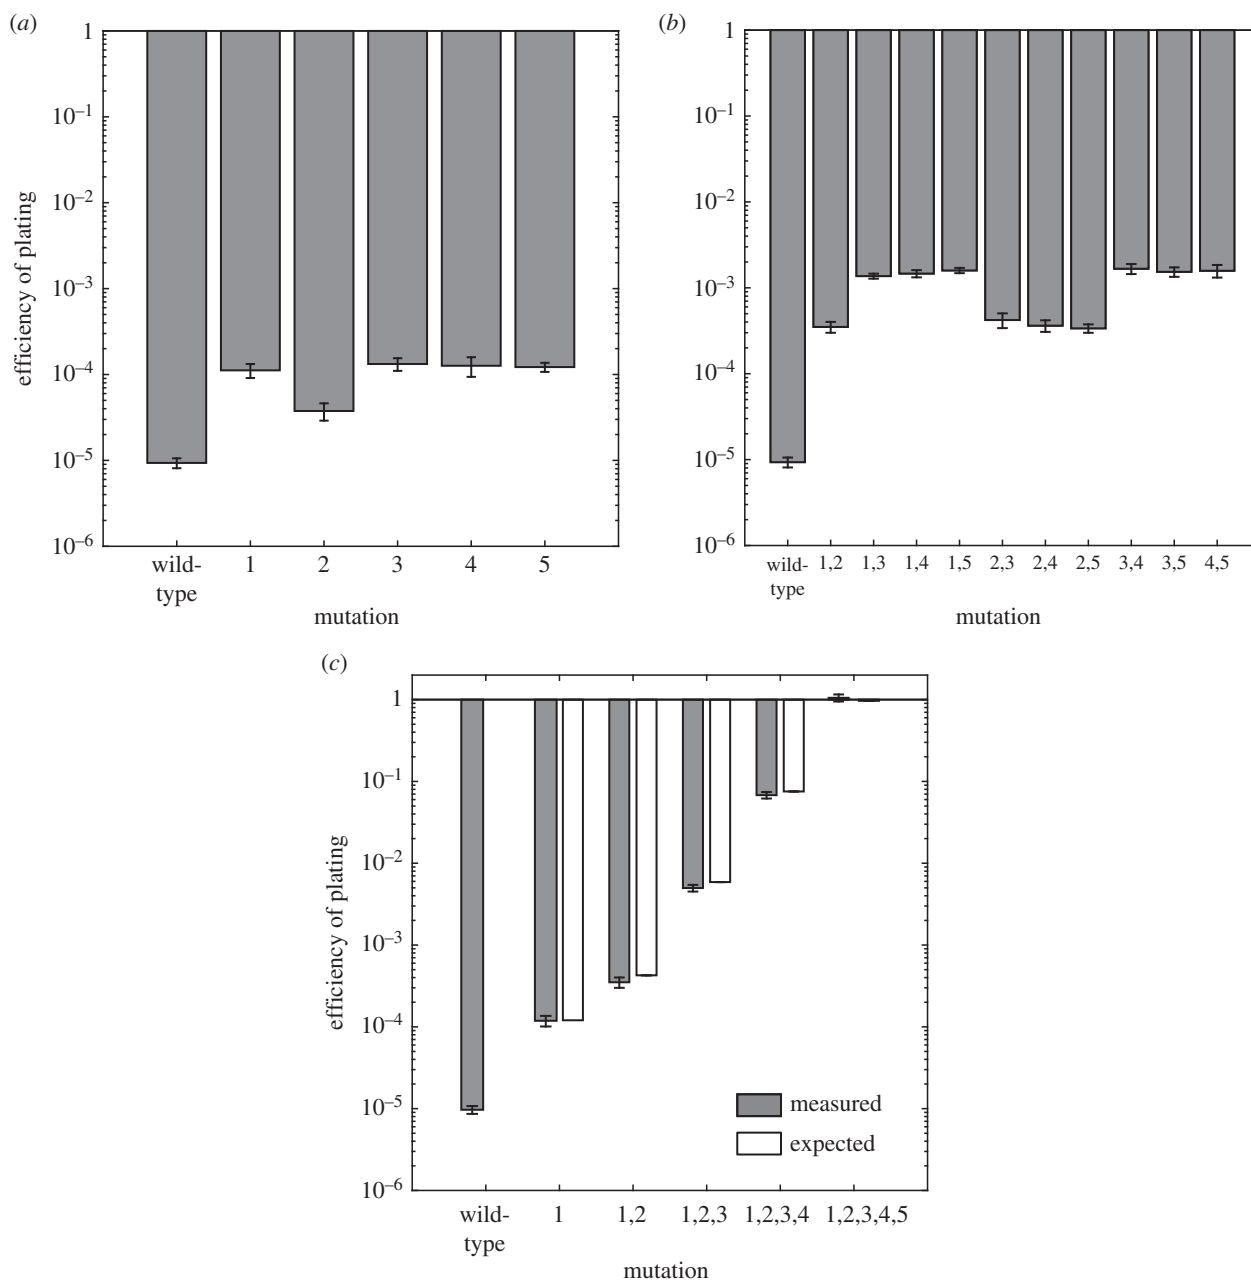 (a)
1
10⁻¹
10⁻²
10⁻³
10⁻⁴
10⁻⁵
10⁻⁶
efficiency of plating
wild-
type
1
2
3
4
5
mutation
(b)
1
10⁻¹
10⁻²
10⁻³
10⁻⁴
10⁻⁵
10⁻⁶
wild-
type
1,2
1,3
1,4
1,5
2,3
2,4
2,5
3,4
3,5
4,5
mutation
(c)
1
10⁻¹
10⁻²
10⁻³
10⁻⁴
10⁻⁵
10⁻⁶
efficiency of plating
measured
expected
wild-
type
1
1,2
1,2,3
1,2,3,4
1,2,3,4,5
mutation